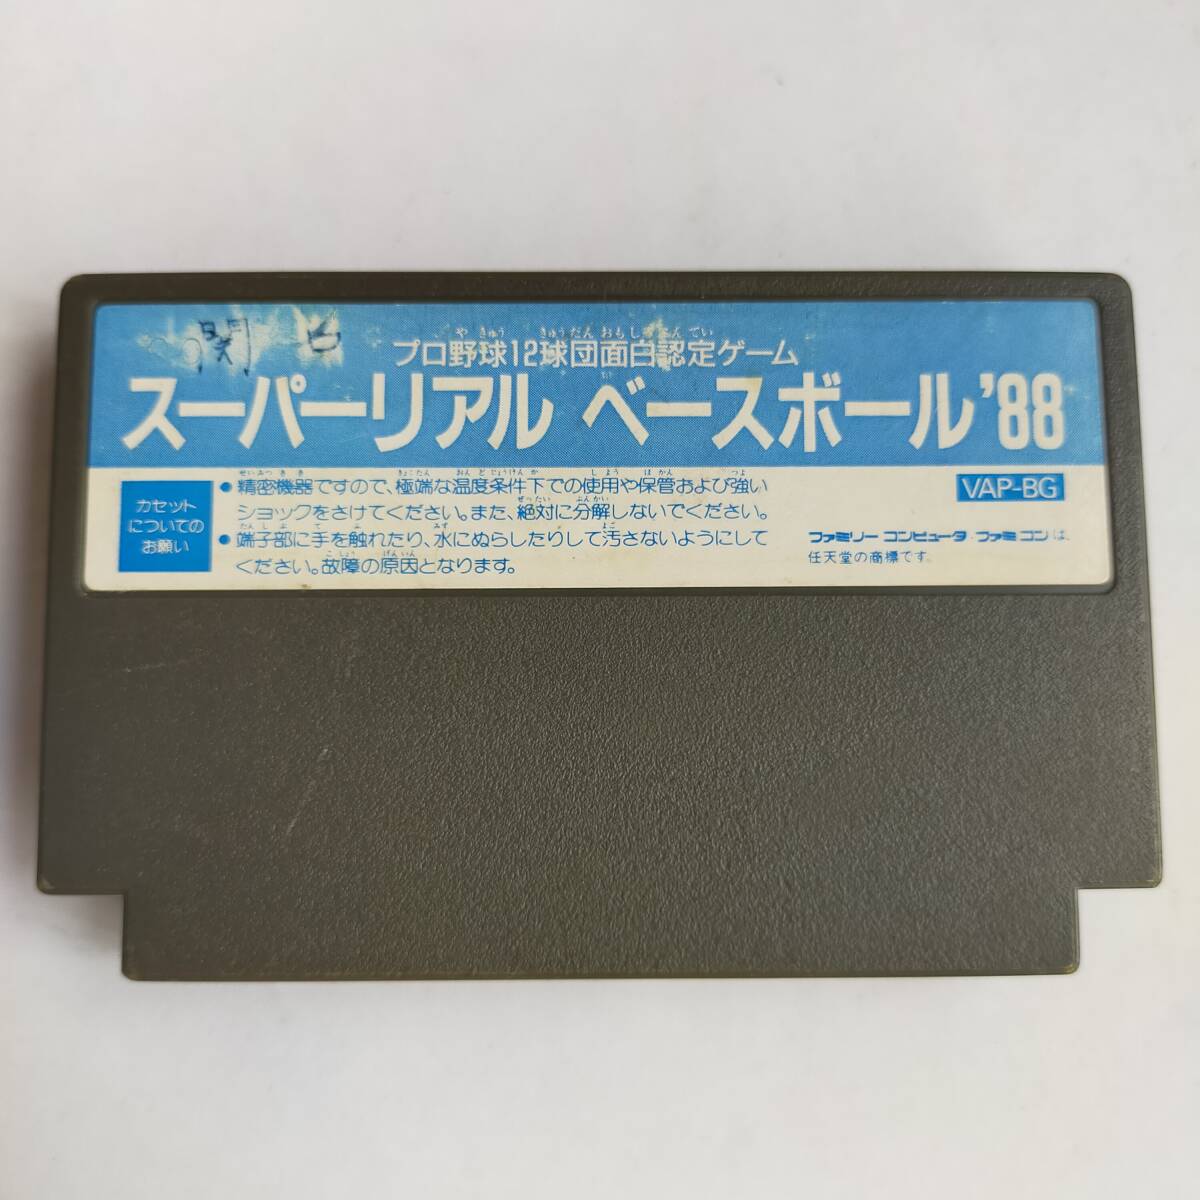 関口
プロ野球12球団面白認定ゲーム
スーパーリアル ベースボール'88
カセット
についての
お願い
●精密機器ですので、極端な温度条件下での使用や保管および強い
ショックをさけてください。また、絶対に分解しないでください。
●端子部に手を触れたり、水にぬらしたりして汚さないようにして
ください。故障の原因となります。
VAP-BG
ファミリーコンピュータ・ファミコンは、
任天堂の商標です。